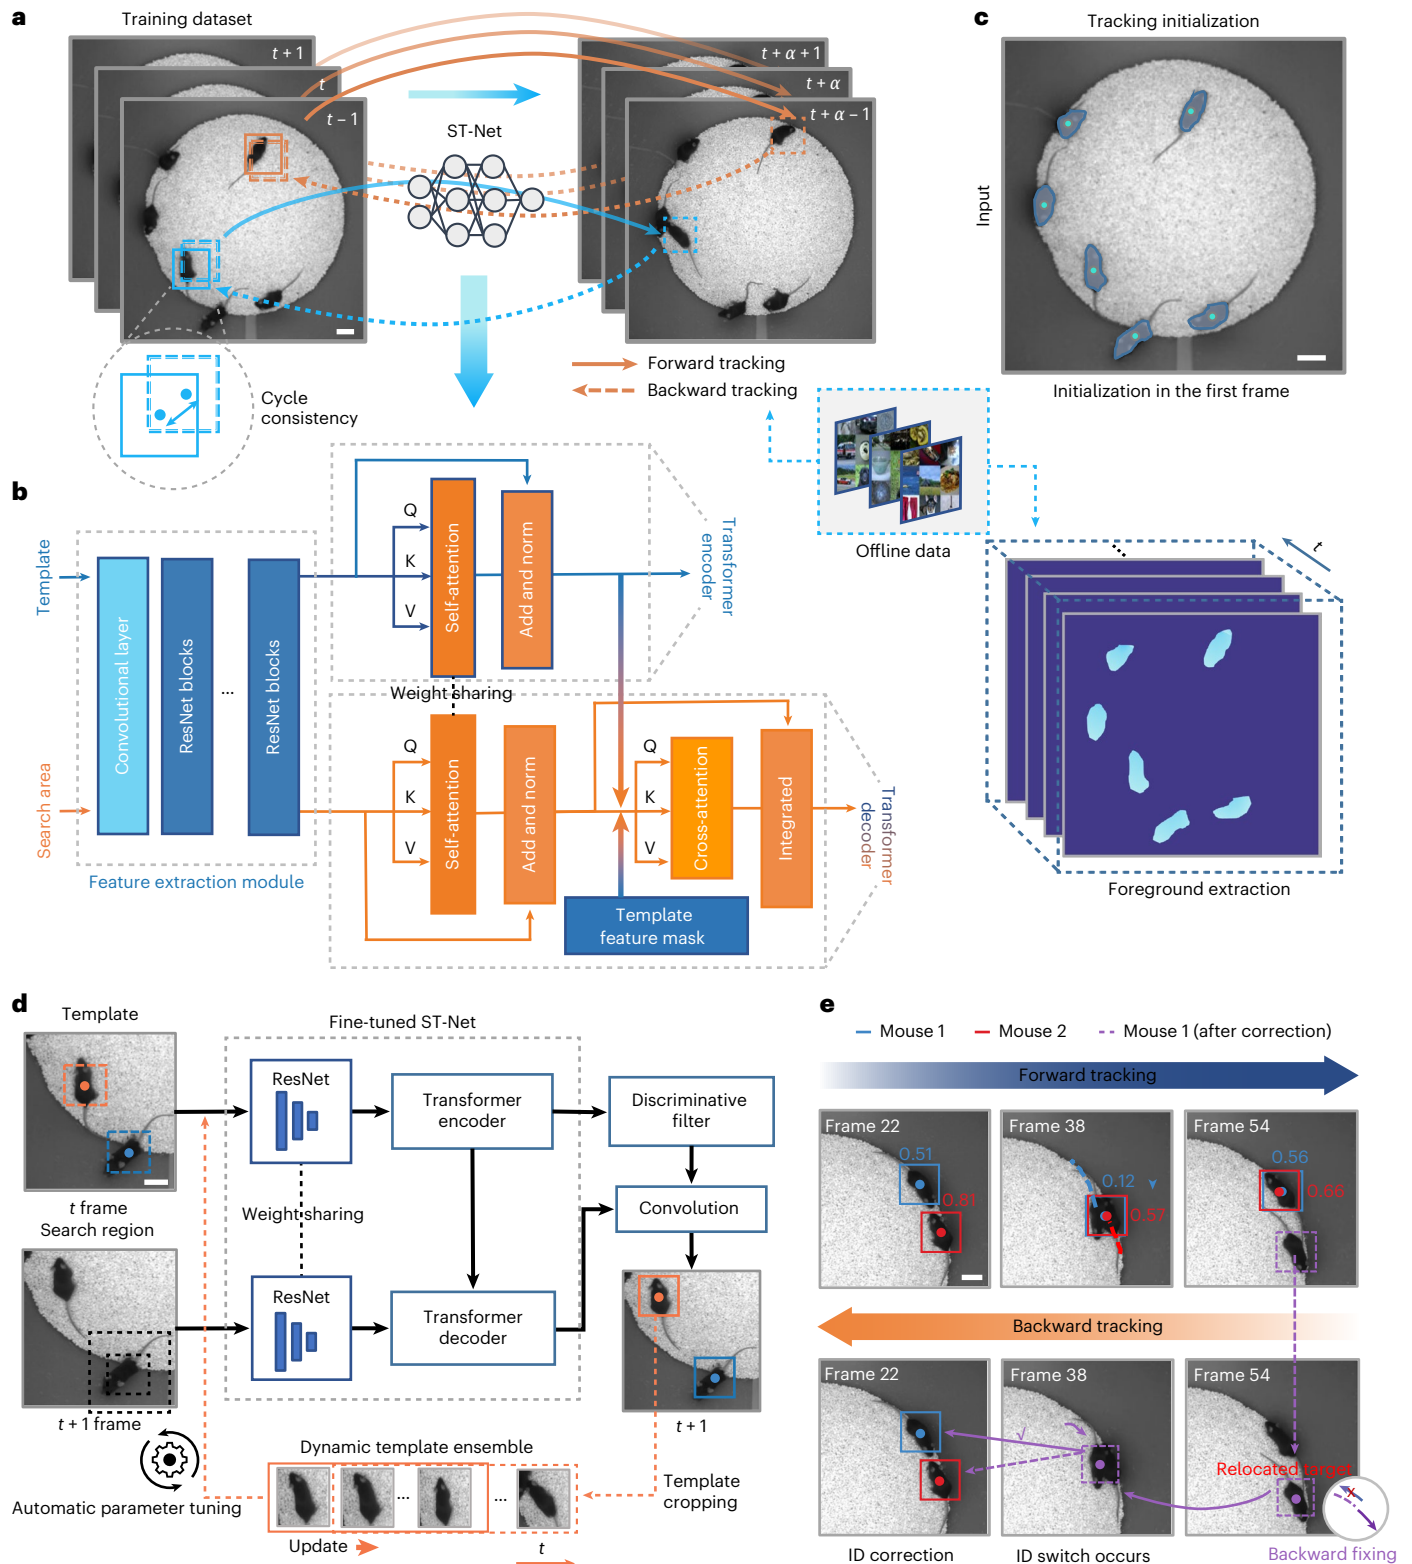 a
Training dataset
t + 1
t
t − 1
ST-Net
t + α + 1
t + α
t + α − 1
Forward tracking
Backward tracking
Cycle
consistency
c
Tracking initialization
Input
Initialization in the first frame
Offline data
t
Foreground extraction
b
Template
Search area
Convolutional layer
ResNet blocks
...
ResNet blocks
Feature extraction module
Q
K
V
Self-attention
Add and norm
Transformer
encoder
Weight sharing
Q
K
V
Self-attention
Add and norm
Q
K
V
Cross-attention
Integrated
Transformer
decoder
Template
feature mask
d
Template
t frame
Search region
t + 1 frame
Automatic parameter tuning
Fine-tuned ST-Net
ResNet
Transformer
encoder
Discriminative
filter
Weight sharing
Convolution
ResNet
Transformer
decoder
t + 1
Dynamic template ensemble
...
...
Template
cropping
Update
t
e
Mouse 1
Mouse 2
Mouse 1 (after correction)
Forward tracking
Frame 22
0.51
0.81
Frame 38
0.12
0.57
Frame 54
0.56
0.66
Backward tracking
Frame 22
Frame 38
√
Frame 54
Relocated target
x
Backward fixing
ID correction
ID switch occurs